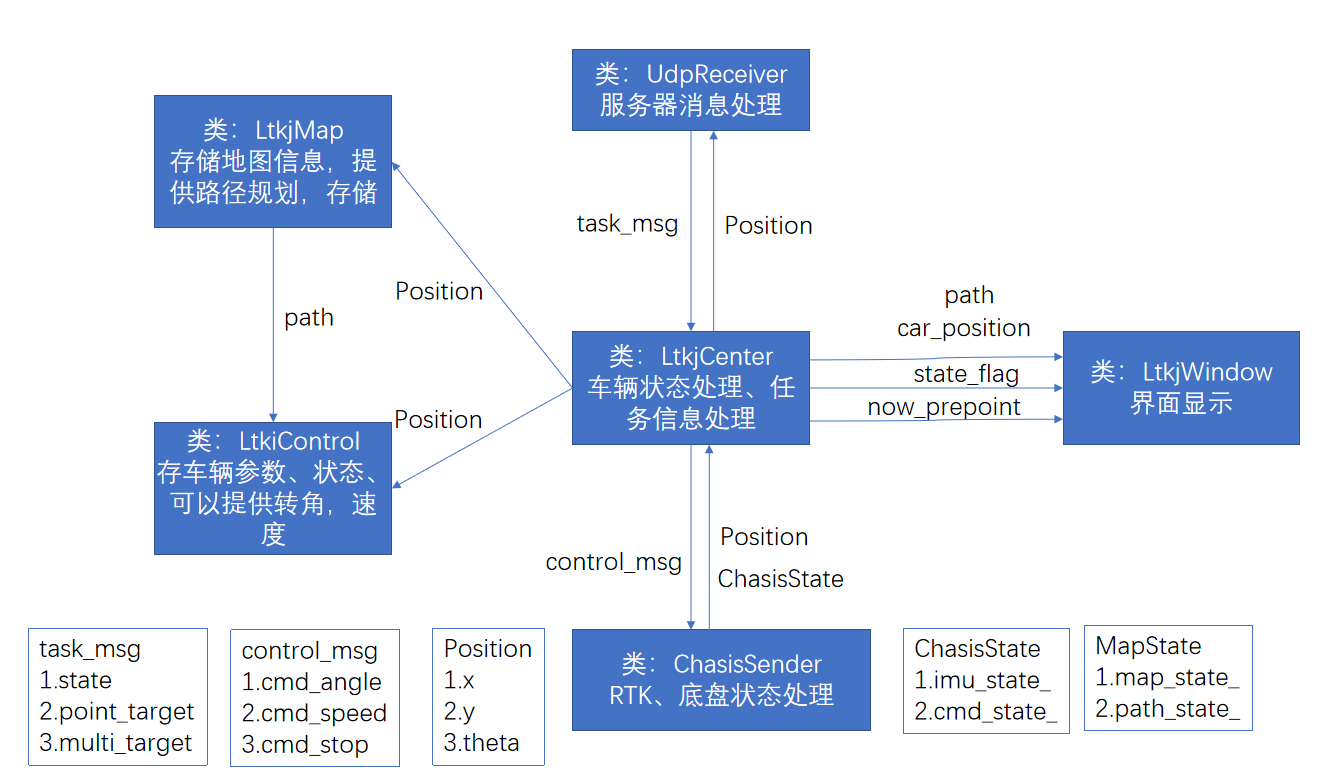 类：UdpReceiver
服务器消息处理
类：LtkjMap
存储地图信息，提
供路径规划，存储
task_msg
Position
Position
path
path
car_position
类：LtkjCenter
车辆状态处理、任
务信息处理
state_flag
now_prepoint
类：LtkjWindow
界面显示
Position
类：LtkiControl
存车辆参数、状态、
可以提供转角，速
度
control_msg
Position
ChasisState
类：ChasisSender
RTK、底盘状态处理
task_msg
1.state
2.point_target
3.multi_target
control_msg
1.cmd_angle
2.cmd_speed
3.cmd_stop
Position
1.x
2.y
3.theta
ChasisState
1.imu_state_
2.cmd_state_
MapState
1.map_state_
2.path_state_